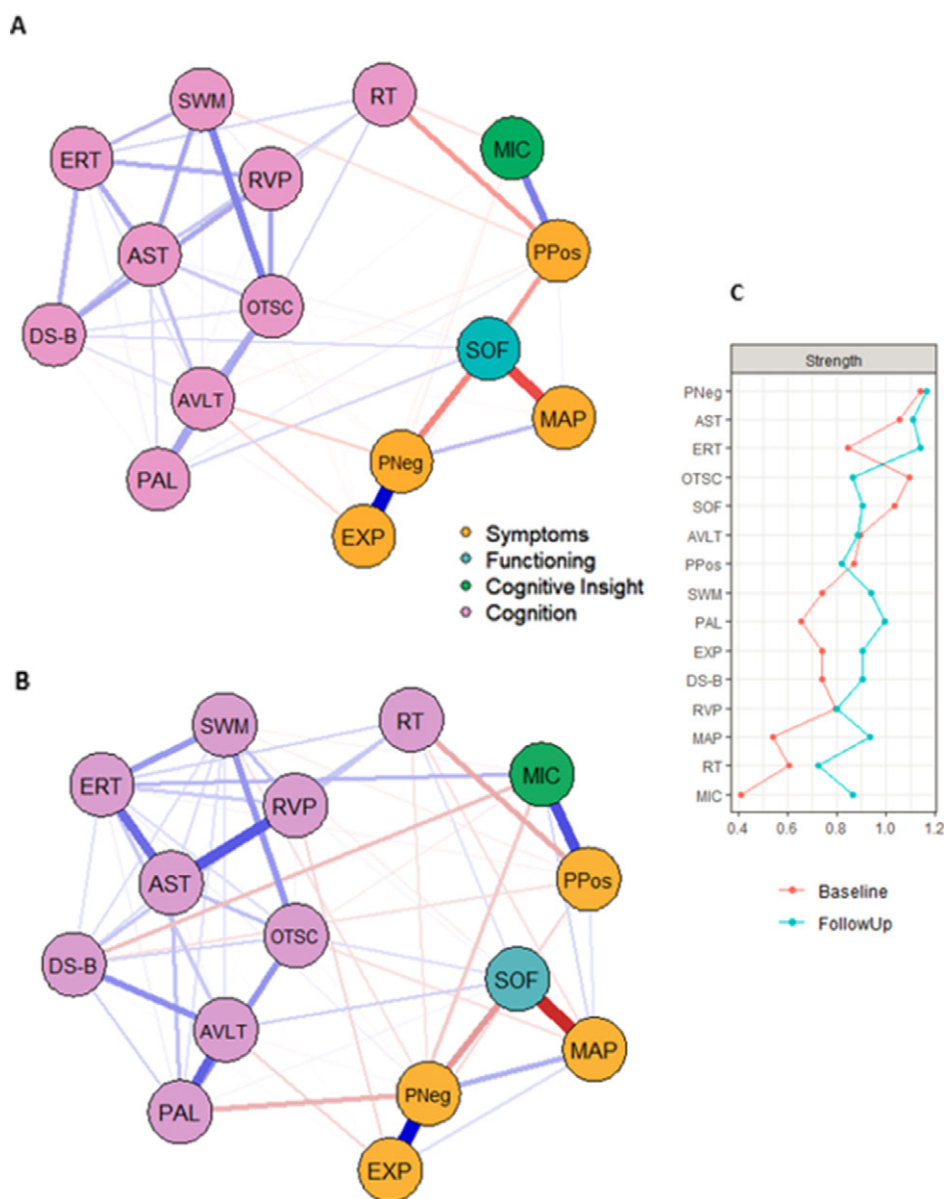 A
SWM
RT
ERT
MIC
RVP
AST
PPos
OTSC
DS-B
SOF
AVLT
MAP
PNeg
PAL
EXP
Symptoms
Functioning
Cognitive Insight
Cognition
B
SWM
RT
ERT
MIC
RVP
AST
PPos
OTSC
DS-B
SOF
AVLT
MAP
PNeg
PAL
EXP
C
Strength
PNeg
AST
ERT
OTSC
SOF
AVLT
PPos
SWM
PAL
EXP
DS-B
RVP
MAP
RT
MIC
0.4 0.6 0.8 1.0 1.2
Baseline
FollowUp